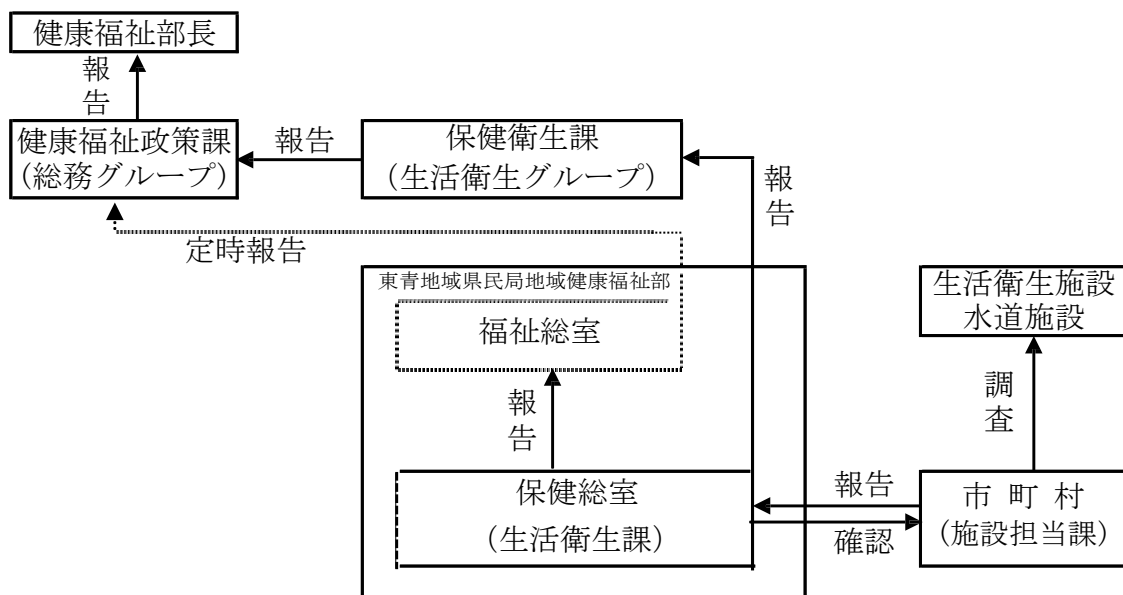 健康福祉部長
報告
健康福祉政策課
(総務グループ)
報告
保健衛生課
(生活衛生グループ)
報告
定時報告
東青地域県民局地域健康福祉部
福祉総室
報告
保健総室
(生活衛生課)
報告
確認
生活衛生施設
水道施設
調査
市 町 村
(施設担当課)